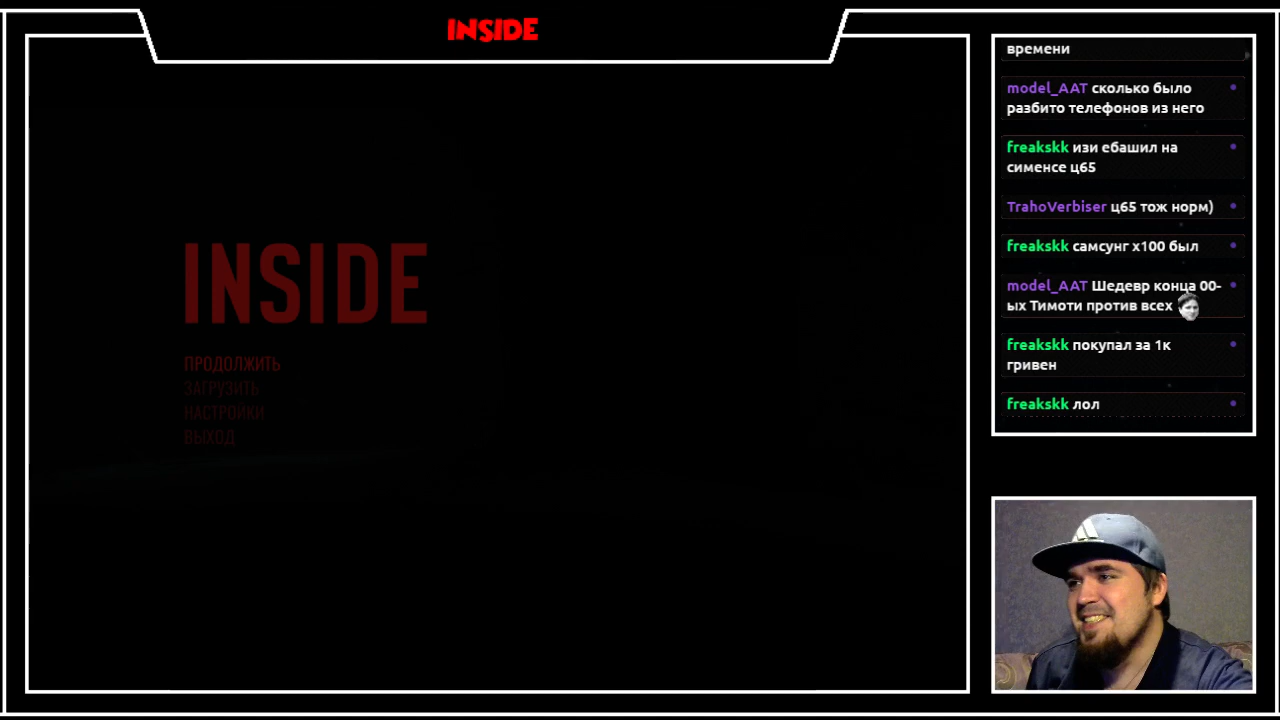 INSIDE
INSIDE
ПРОДОЛЖИТЬ
ЗАГРУЗИТЬ
НАСТРОЙКИ
ВЫХОД
времени
model_AAT сколько было
разбито телефонов из него
freakskk изи ебашил на
сименсе ц65
TrahoVerbiser ц65 тож норм)
freakskk самсунг х100 был
model_AAT Шедевр конца 00-
ых Тимоти против всех
freakskk покупал за 1к
гривен
freakskk лол